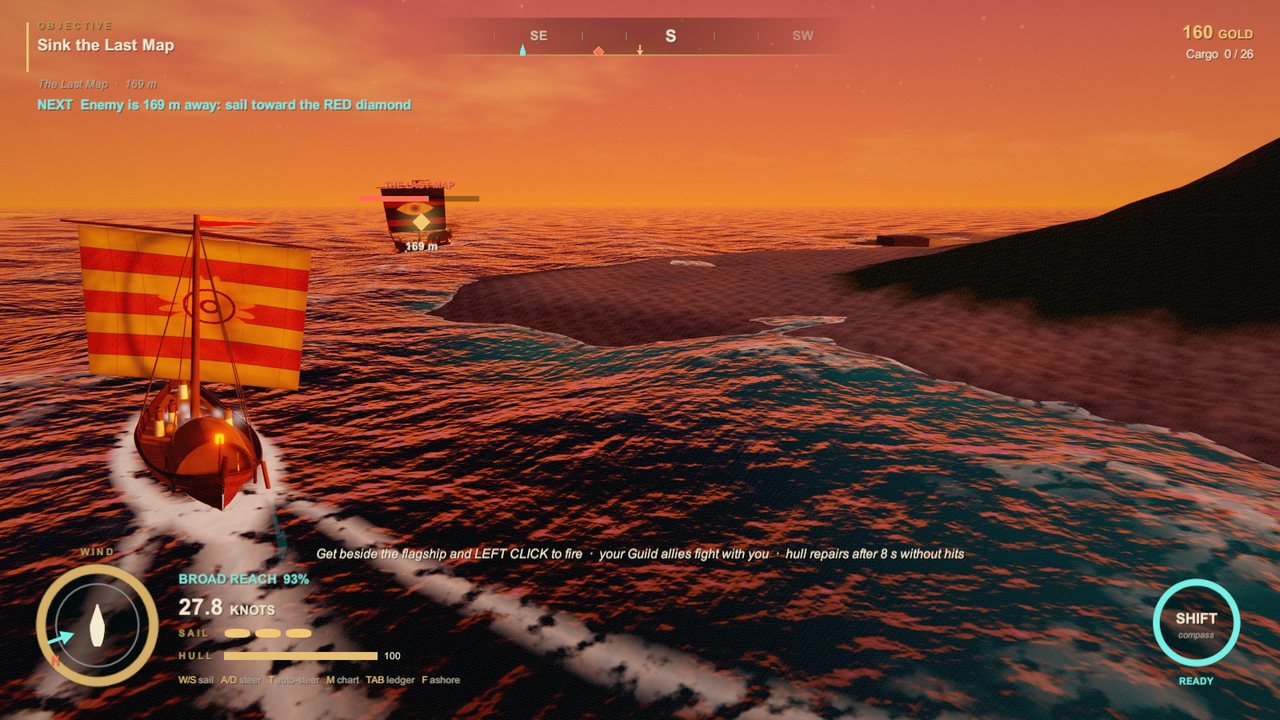 OBJECTIVE
Sink the Last Map
The Last Map · 169 m
NEXT Enemy is 169 m away: sail toward the RED diamond
SE S SW
160 GOLD
Cargo 0 / 26
THE LAST MAP
169 m
Get beside the flagship and LEFT CLICK to fire · your Guild allies fight with you · hull repairs after 8 s without hits
WIND
N
BROAD REACH 93%
27.8 KNOTS
SAIL
HULL 100
W/S sail A/D steer T auto-steer M chart TAB ledger F ashore
SHIFT
compass
READY